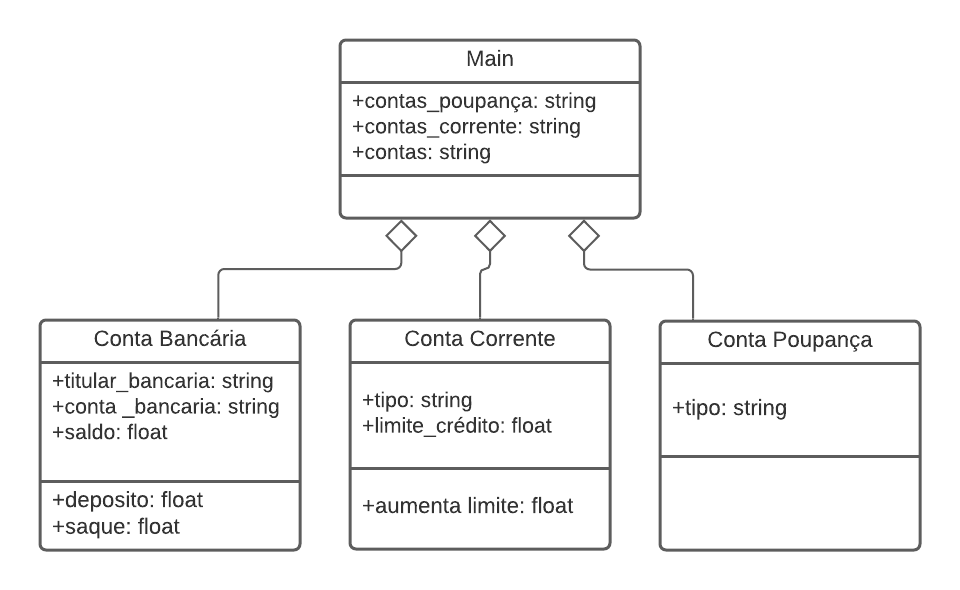 Main
+contas_poupança: string
+contas_corrente: string
+contas: string
Conta Bancária
+titular_bancaria: string
+conta _bancaria: string
+saldo: float
+deposito: float
+saque: float
Conta Corrente
+tipo: string
+limite_crédito: float
+aumenta limite: float
Conta Poupança
+tipo: string